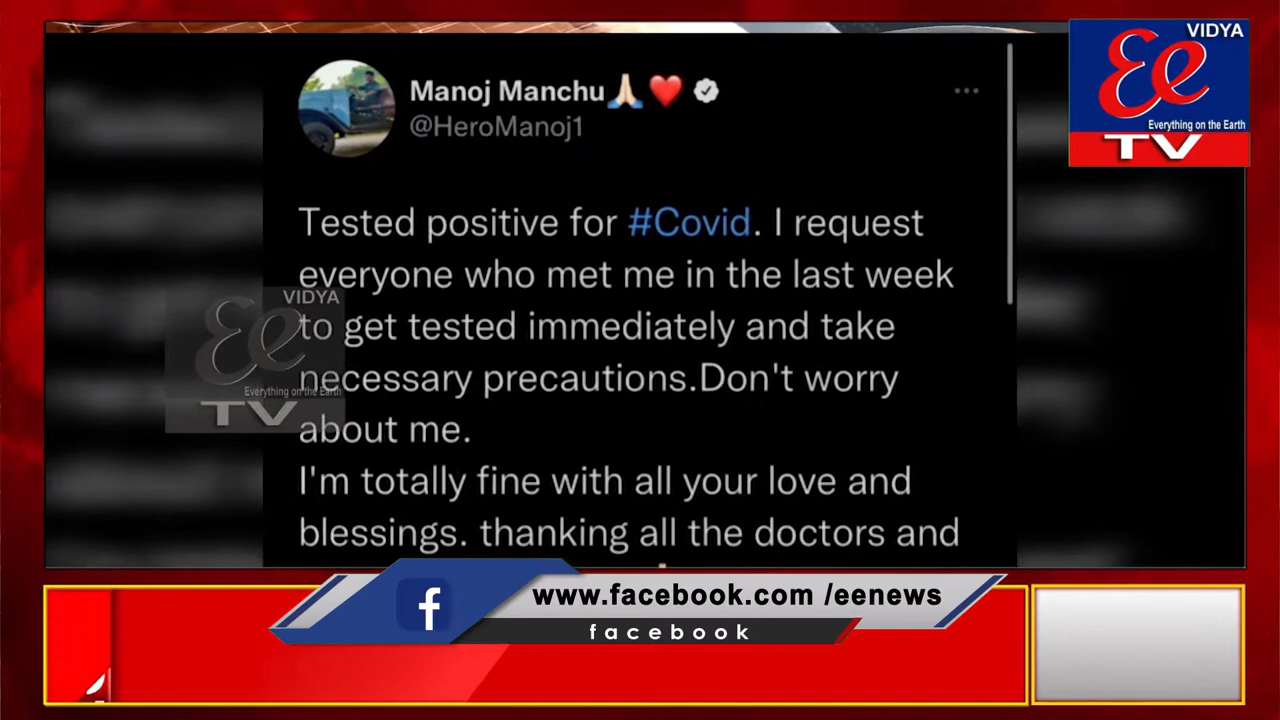 Manoj Manchu🙏🏻❤️
@HeroManoj1
Tested positive for #Covid. I request
everyone who met me in the last week
to get tested immediately and take
necessary precautions.Don't worry
about me.
I'm totally fine with all your love and
blessings. thanking all the doctors and
VIDYA
Ee
Everything on the Earth
TV
VIDYA
Ee
Everything on the Earth
TV
f
www.facebook.com /eenews
facebook